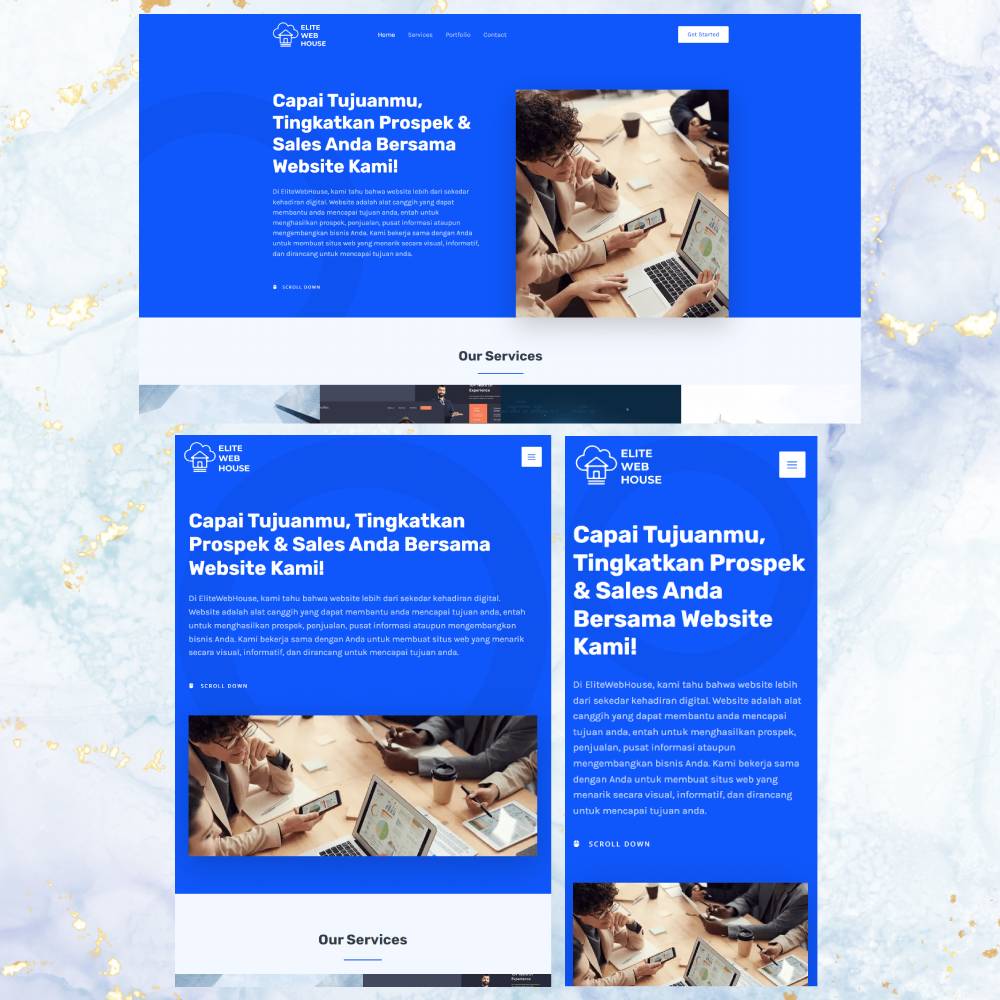 ELITE
WEB
HOUSE
Home Services Portfolio Contact
Get Started
Capai Tujuanmu,
Tingkatkan Prospek &
Sales Anda Bersama
Website Kami!
Di EliteWebHouse, kami tahu bahwa website lebih dari sekedar
kehadiran digital. Website adalah alat canggih yang dapat
membantu anda mencapai tujuan anda, entah untuk
menghasilkan prospek, penjualan, pusat informasi ataupun
mengembangkan bisnis Anda. Kami bekerja sama dengan Anda
untuk membuat situs web yang menarik secara visual, informatif,
dan dirancang untuk mencapai tujuan anda.
SCROLL DOWN
Our Services
Experience
ELITE
WEB
HOUSE
Capai Tujuanmu, Tingkatkan
Prospek & Sales Anda Bersama
Website Kami!
Di EliteWebHouse, kami tahu bahwa website lebih dari sekedar kehadiran digital.
Website adalah alat canggih yang dapat membantu anda mencapai tujuan anda, entah
untuk menghasilkan prospek, penjualan, pusat informasi ataupun mengembangkan
bisnis Anda. Kami bekerja sama dengan Anda untuk membuat situs web yang menarik
secara visual, informatif, dan dirancang untuk mencapai tujuan anda.
SCROLL DOWN
Our Services
Experience
ELITE
WEB
HOUSE
Capai Tujuanmu,
Tingkatkan Prospek
& Sales Anda
Bersama Website
Kami!
Di EliteWebHouse, kami tahu bahwa website lebih
dari sekedar kehadiran digital. Website adalah alat
canggih yang dapat membantu anda mencapai
tujuan anda, entah untuk menghasilkan prospek,
penjualan, pusat informasi ataupun
mengembangkan bisnis Anda. Kami bekerja sama
dengan Anda untuk membuat situs web yang
menarik secara visual, informatif, dan dirancang
untuk mencapai tujuan anda.
SCROLL DOWN